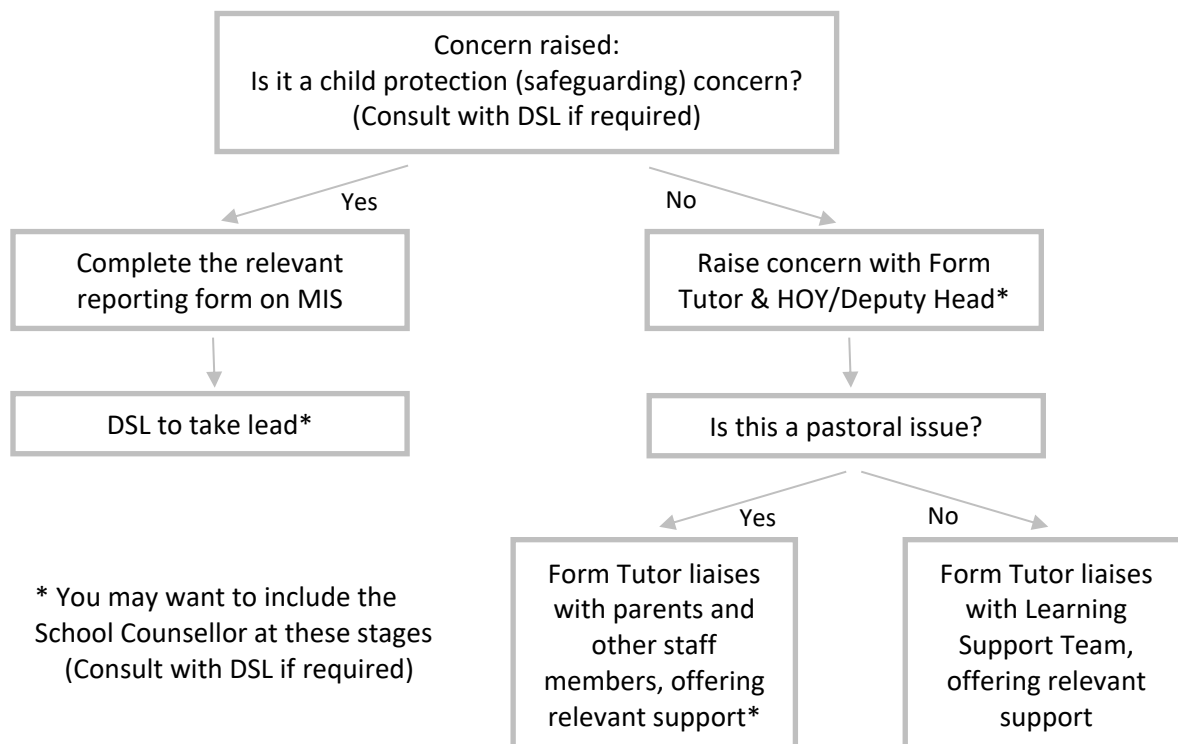 Concern raised:
Is it a child protection (safeguarding) concern?
(Consult with DSL if required)
Yes
No
Complete the relevant
reporting form on MIS
Raise concern with Form
Tutor & HOY/Deputy Head*
DSL to take lead*
Is this a pastoral issue?
Yes
No
Form Tutor liaises
with parents and
other staff
members, offering
relevant support*
Form Tutor liaises
with Learning
Support Team,
offering relevant
support
* You may want to include the
School Counsellor at these stages
(Consult with DSL if required)